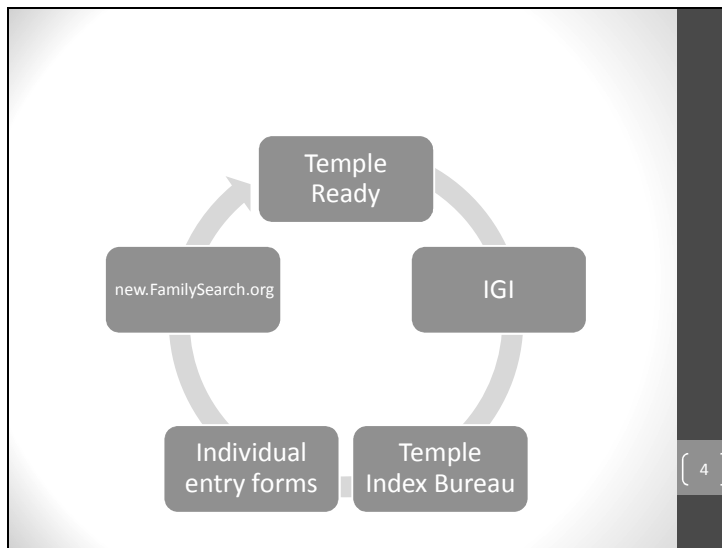 Temple
Ready
IGI
Temple
Index Bureau
Individual
entry forms
new.FamilySearch.org
4